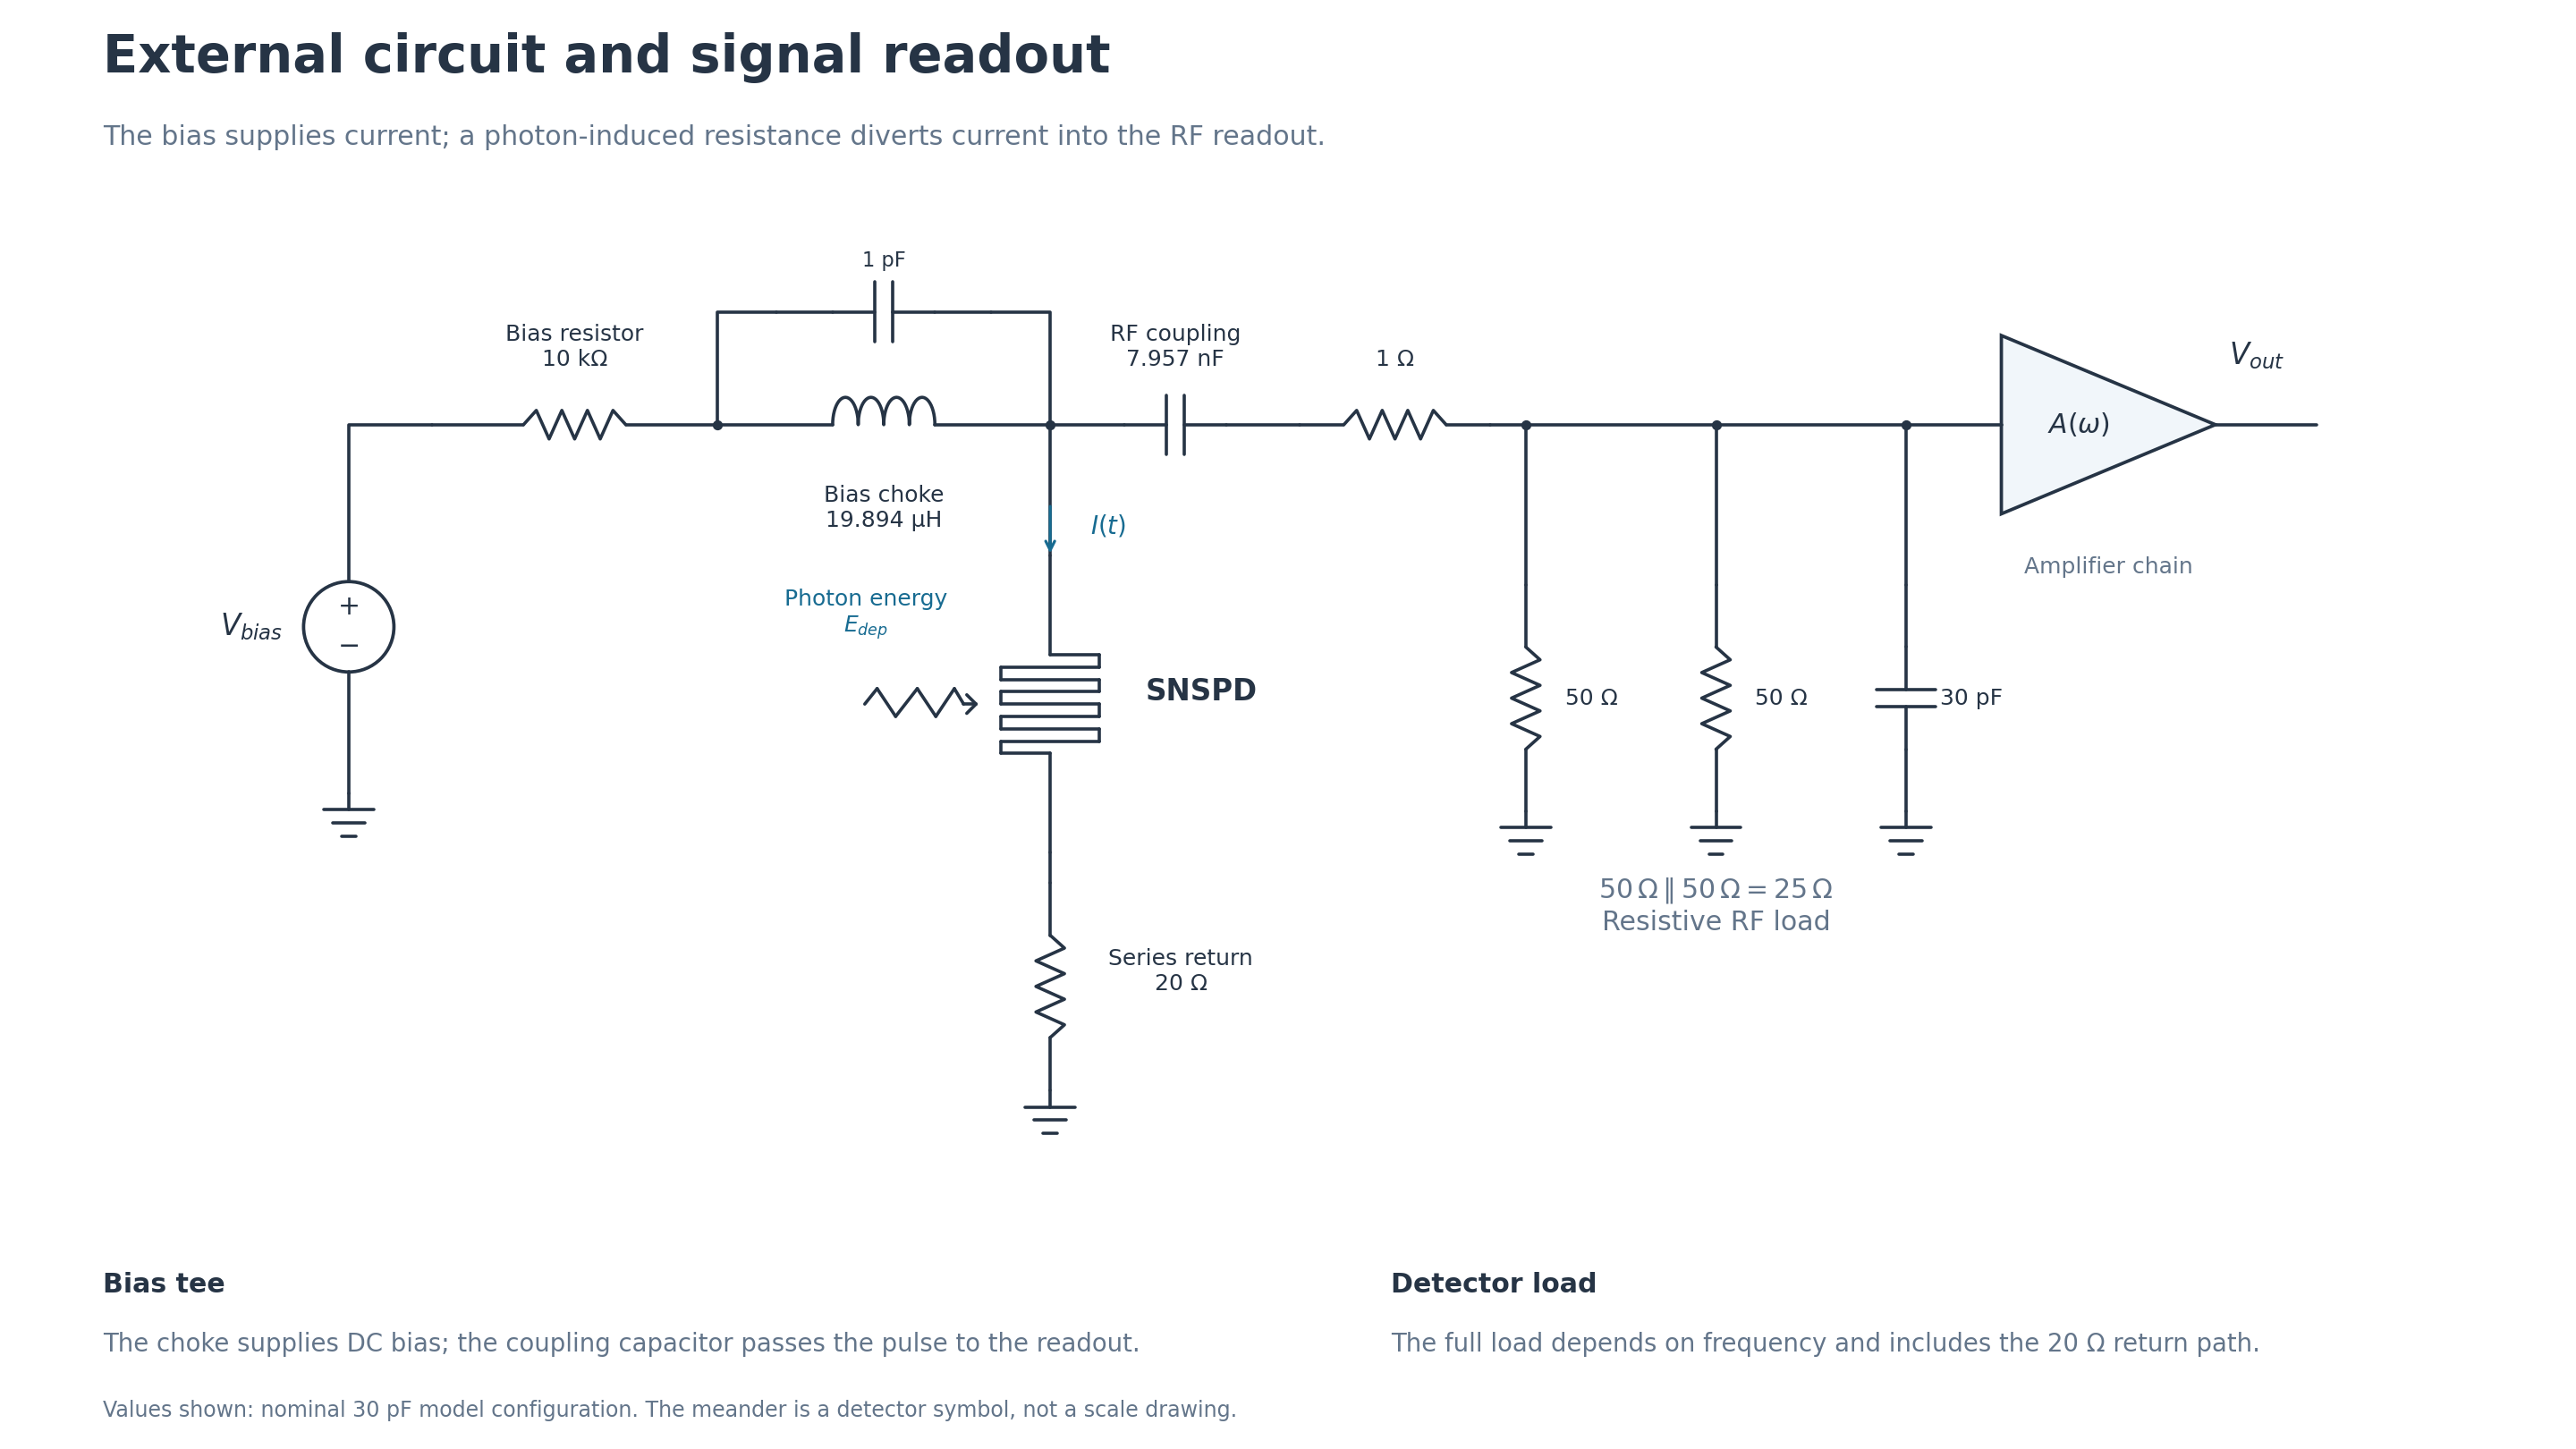 External circuit and signal readout
The bias supplies current; a photon-induced resistance diverts current into the RF readout.
1 pF
Bias resistor
10 kΩ
RF coupling
7.957 nF
1 Ω
V_out
A(ω)
Bias choke
19.894 µH
I(t)
Amplifier chain
Photon energy
E_dep
+
−
V_bias
SNSPD
50 Ω
50 Ω
30 pF
50 Ω ∥ 50 Ω = 25 Ω
Resistive RF load
Series return
20 Ω
Bias tee
The choke supplies DC bias; the coupling capacitor passes the pulse to the readout.
Detector load
The full load depends on frequency and includes the 20 Ω return path.
Values shown: nominal 30 pF model configuration. The meander is a detector symbol, not a scale drawing.